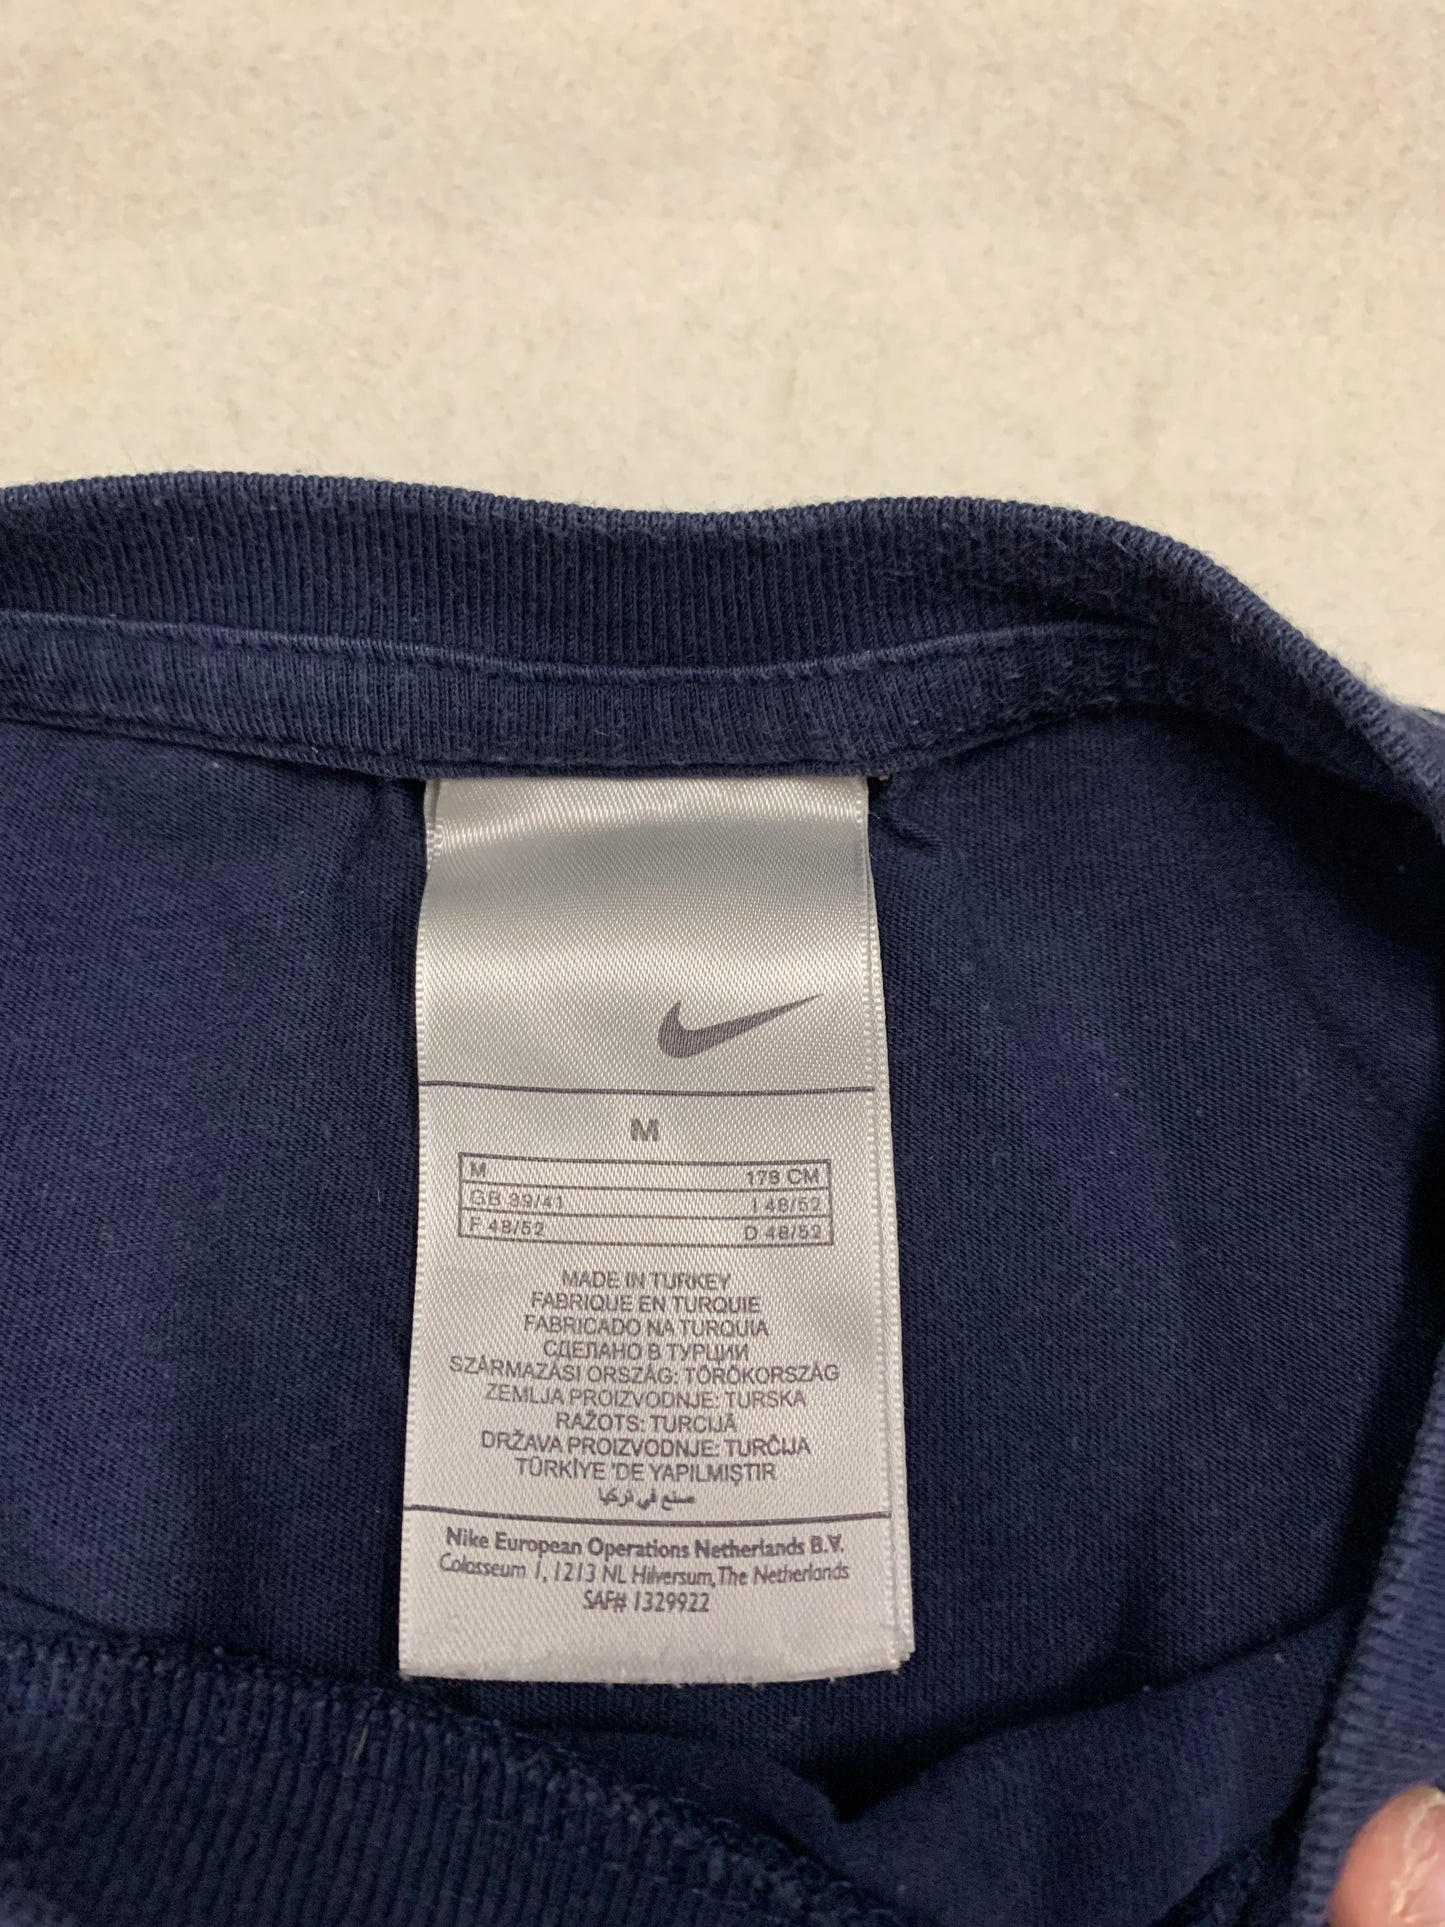 M
M 178 CM
GB 39/41 I 48/52
F 48/52 D 48/52
MADE IN TURKEY
FABRIQUE EN TURQUIE
FABRICADO NA TURQUIA
СДЕЛАНО В ТУРЦИИ
SZÁRMAZÁSI ORSZÁG: TÖRÖKORSZÁG
ZEMLJA PROIZVODNJE: TURSKA
RAŽOTS: TURCIJĀ
DRŽAVA PROIZVODNJE: TURČIJA
TÜRKİYE 'DE YAPILMIŞTIR
صنع في تركيا
Nike European Operations Netherlands B.V.
Colosseum 1, 1213 NL Hilversum, The Netherlands
SAF# 1329922